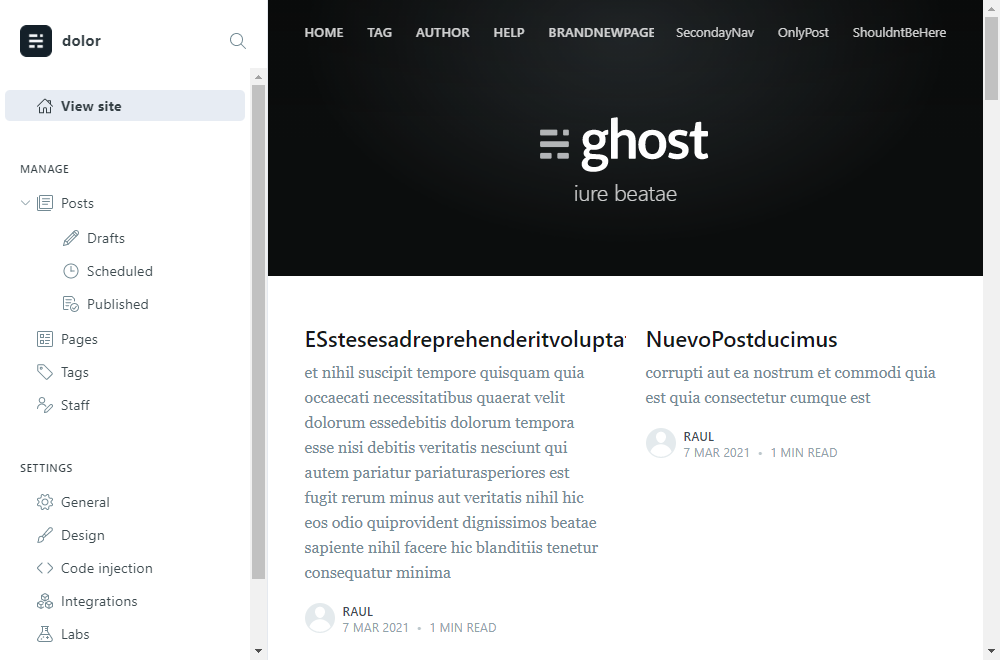 dolor
View site
MANAGE
Posts
Drafts
Scheduled
Published
Pages
Tags
Staff
SETTINGS
General
Design
Code injection
Integrations
Labs
HOME TAG AUTHOR HELP BRANDNEWPAGE SecondayNav OnlyPost ShouldntBeHere
ghost
iure beatae
ESstesesadreprehenderitvolupta
et nihil suscipit tempore quisquam quia
occaecati necessitatibus quaerat velit
dolorum essedebitis dolorum tempora
esse nisi debitis veritatis nesciunt qui
autem pariatur pariaturasperiores est
fugit rerum minus aut veritatis nihil hic
eos odio quiprovident dignissimos beatae
sapiente nihil facere hic blanditiis tenetur
consequatur minima
RAUL
7 MAR 2021 • 1 MIN READ
NuevoPostducimus
corrupti aut ea nostrum et commodi quia
est quia consectetur cumque est
RAUL
7 MAR 2021 • 1 MIN READ